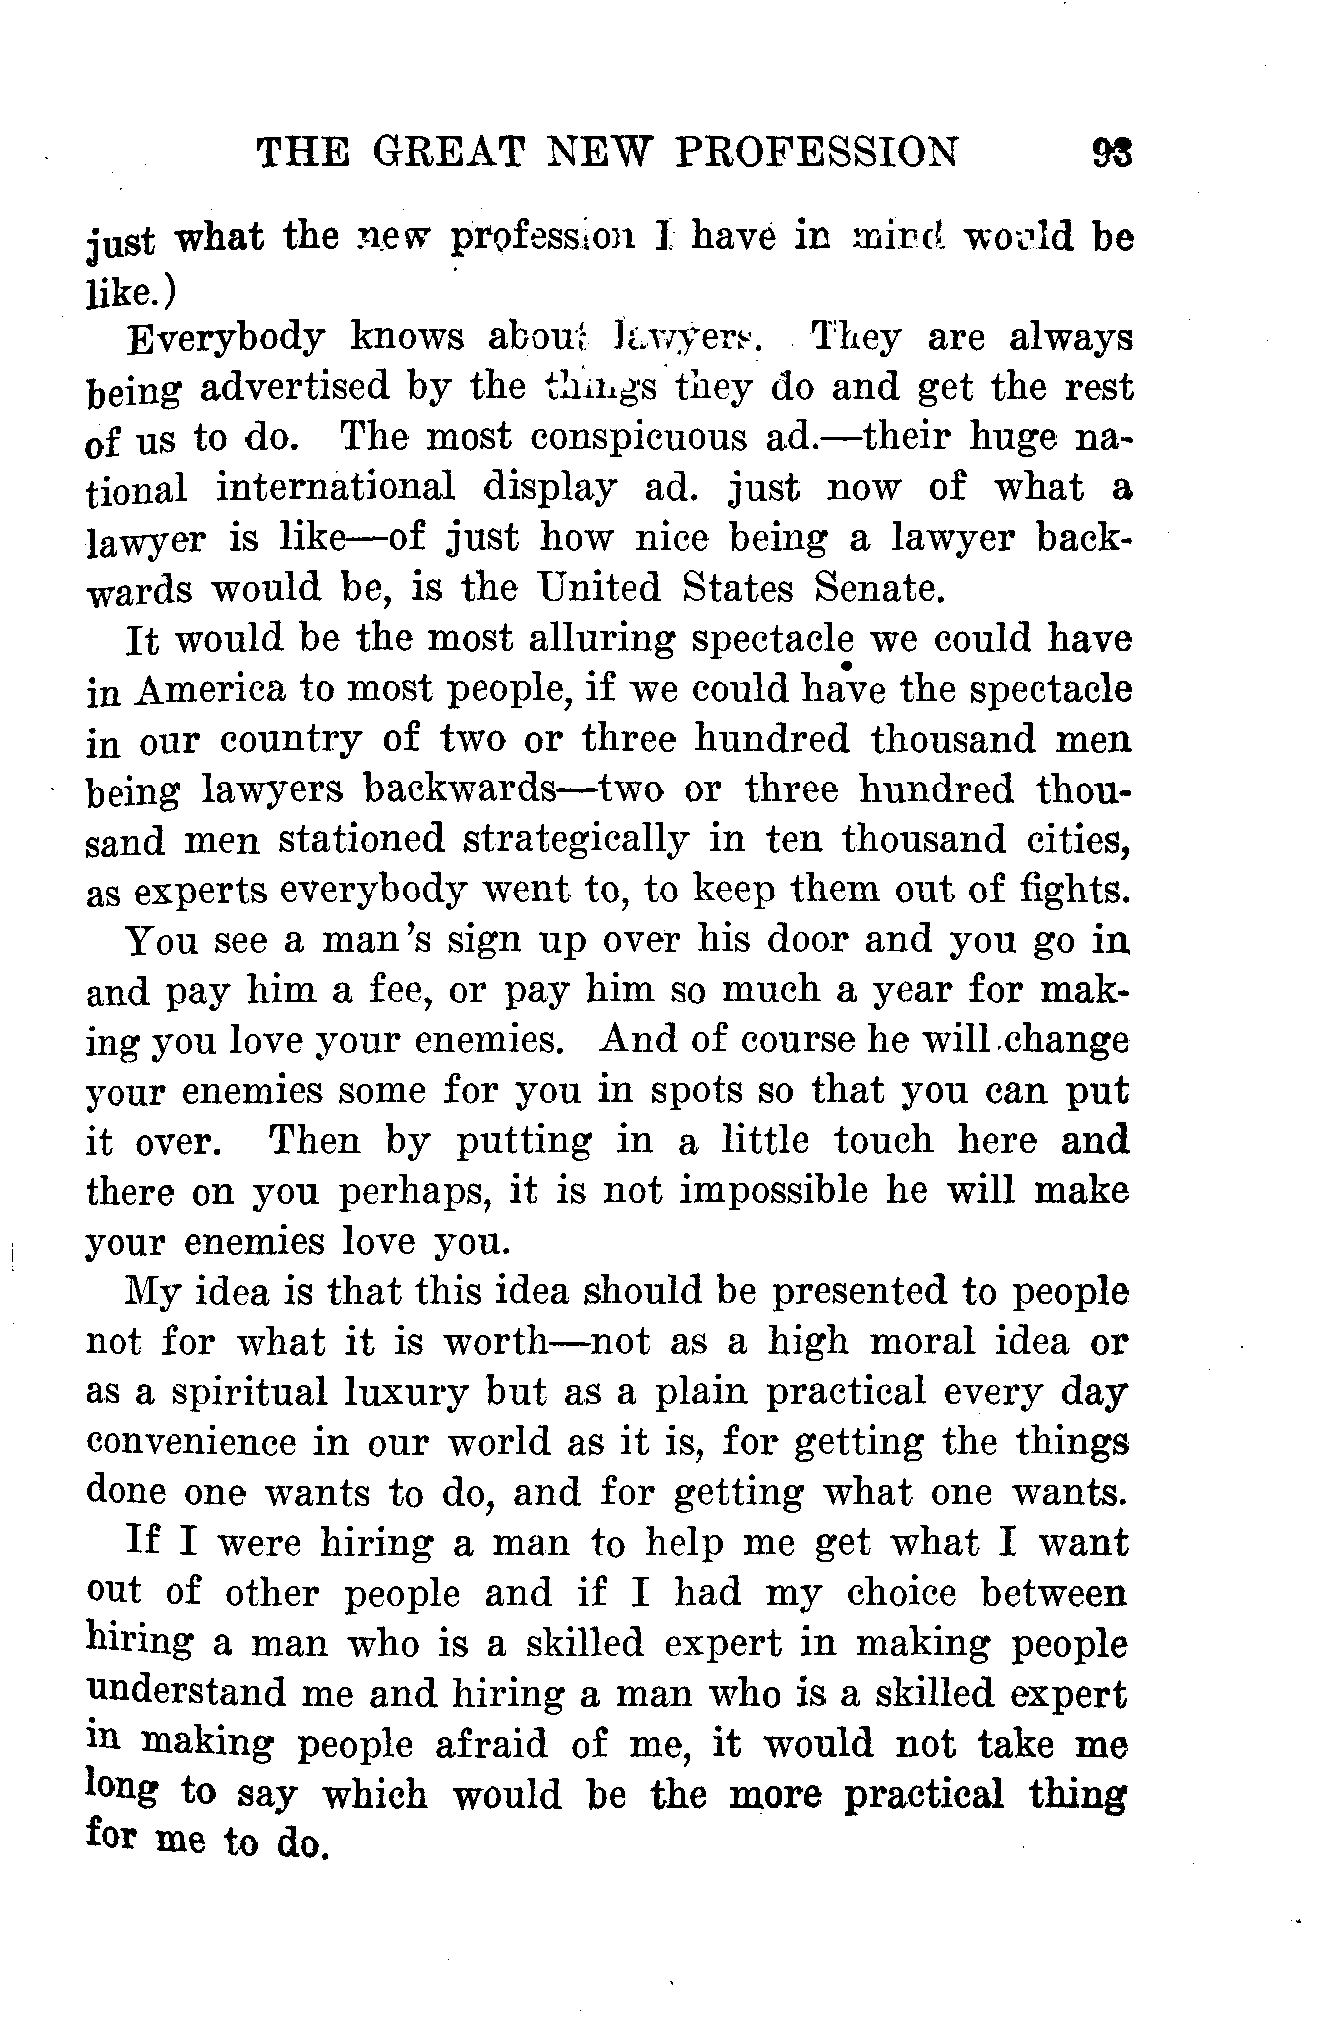 THE GREAT NEW PROFESSION 93
just what the new profession I have in mind would be
like.)
Everybody knows about lawyers. They are always
being advertised by the things they do and get the rest
of us to do. The most conspicuous ad.—their huge na-
tional international display ad. just now of what a
lawyer is like—of just how nice being a lawyer back-
wards would be, is the United States Senate.
It would be the most alluring spectacle we could have
in America to most people, if we could have the spectacle
in our country of two or three hundred thousand men
being lawyers backwards—two or three hundred thou-
sand men stationed strategically in ten thousand cities,
as experts everybody went to, to keep them out of fights.
You see a man's sign up over his door and you go in
and pay him a fee, or pay him so much a year for mak-
ing you love your enemies. And of course he will change
your enemies some for you in spots so that you can put
it over. Then by putting in a little touch here and
there on you perhaps, it is not impossible he will make
your enemies love you.
My idea is that this idea should be presented to people
not for what it is worth—not as a high moral idea or
as a spiritual luxury but as a plain practical every day
convenience in our world as it is, for getting the things
done one wants to do, and for getting what one wants.
If I were hiring a man to help me get what I want
out of other people and if I had my choice between
hiring a man who is a skilled expert in making people
understand me and hiring a man who is a skilled expert
in making people afraid of me, it would not take me
long to say which would be the more practical thing
for me to do.